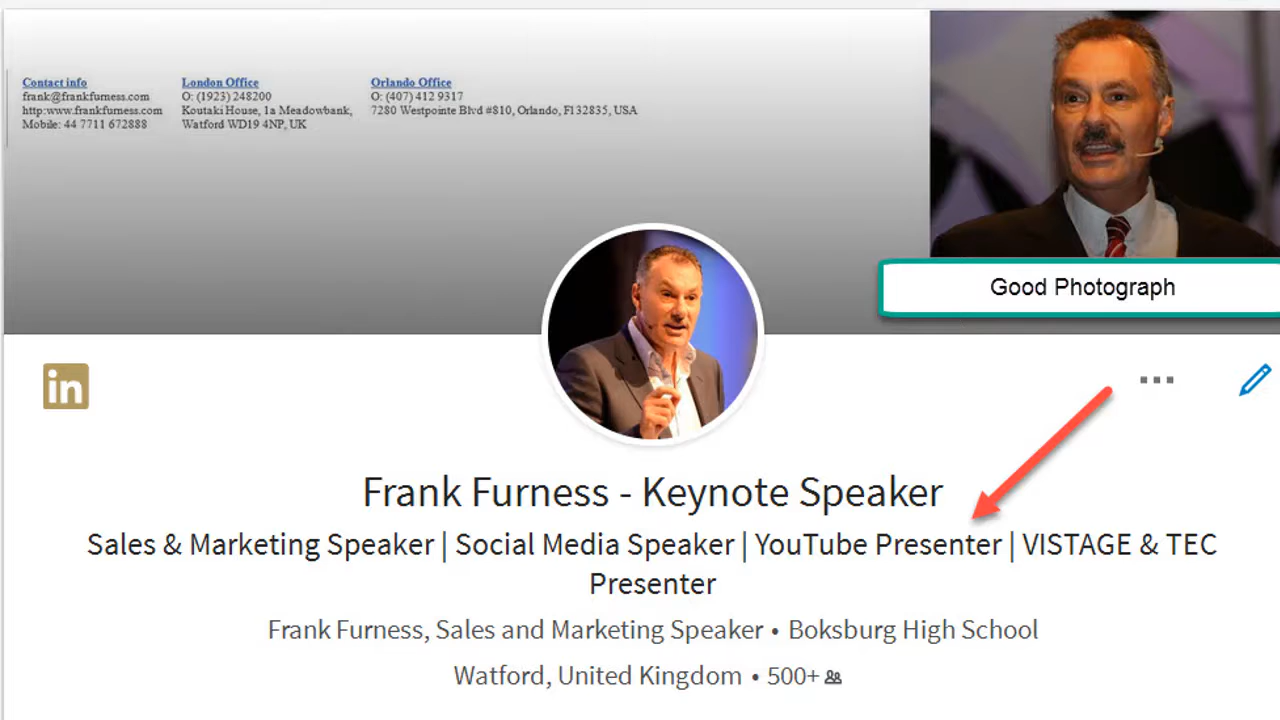 Contact info
frank@frankfurness.com
http:www.frankfurness.com
Mobile: 44 7711 672888
London Office
O: (1923) 248200
Koutaki House, 1a Meadowbank,
Watford WD19 4NP, UK
Orlando Office
O: (407) 412 9317
7280 Westpointe Blvd #810, Orlando, Fl32835, USA
Good Photograph
in
Frank Furness - Keynote Speaker
Sales & Marketing Speaker | Social Media Speaker | YouTube Presenter | VISTAGE & TEC
Presenter
Frank Furness, Sales and Marketing Speaker • Boksburg High School
Watford, United Kingdom • 500+